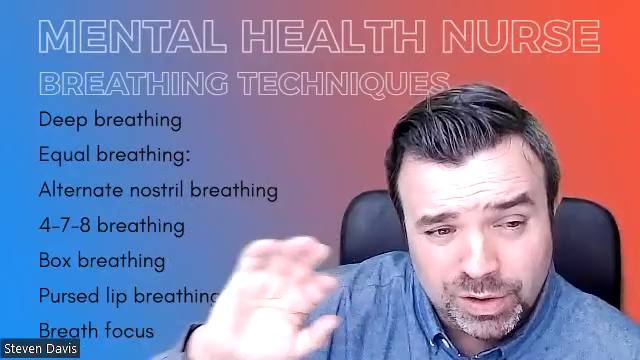 MENTAL HEALTH NURSE
BREATHING TECHNIQUES
Deep breathing
Equal breathing:
Alternate nostril breathing
4-7-8 breathing
Box breathing
Pursed lip breathing
Breath focus
Steven Davis